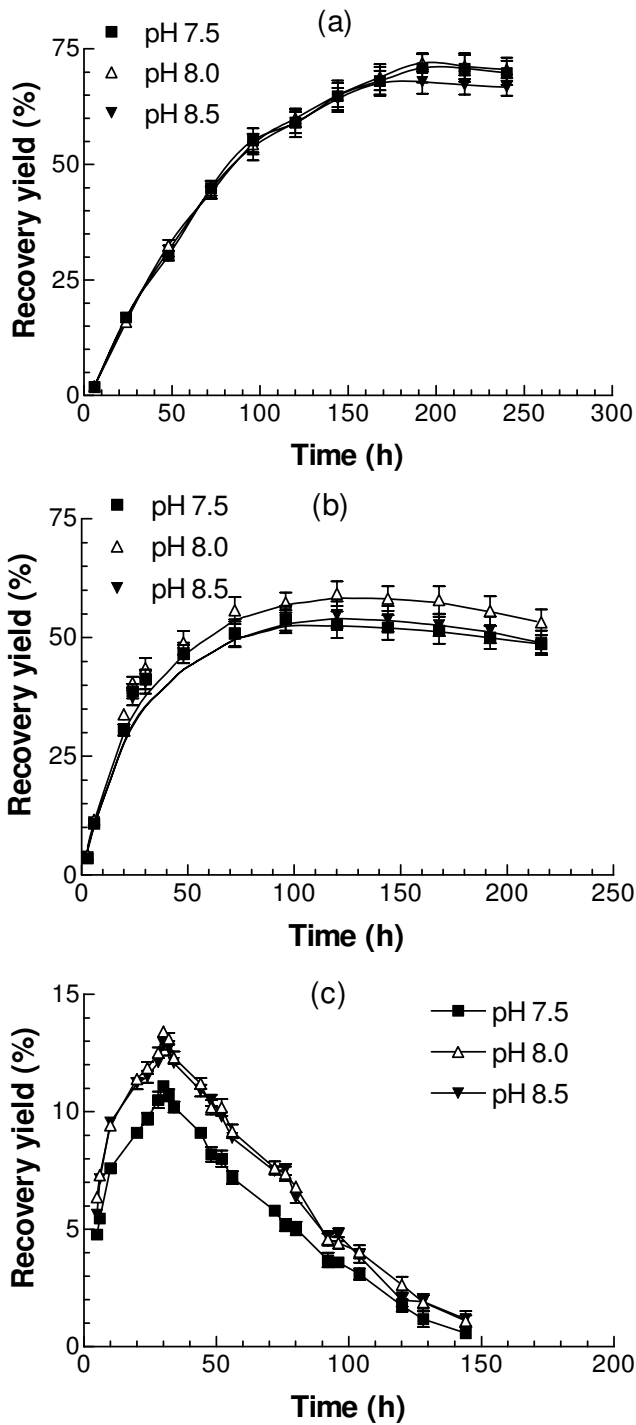 (a)
pH 7.5
pH 8.0
pH 8.5
Recovery yield (%)
75
50
25
0
0 50 100 150 200 250 300
Time (h)
(b)
pH 7.5
pH 8.0
pH 8.5
Recovery yield (%)
75
50
25
0
0 50 100 150 200 250
Time (h)
(c)
pH 7.5
pH 8.0
pH 8.5
Recovery yield (%)
15
10
5
0
0 50 100 150 200
Time (h)